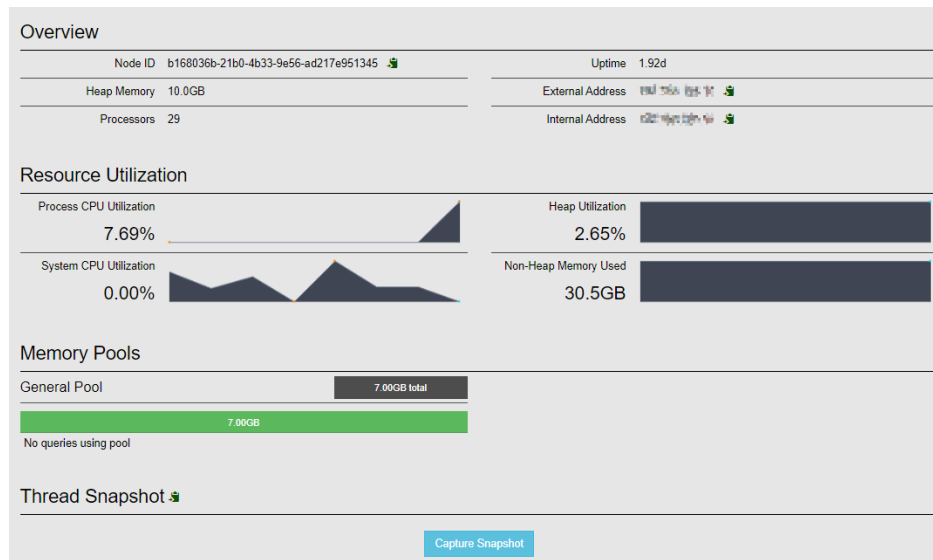 Overview
Node ID b168036b-21b0-4b33-9e56-ad217e951345 Uptime 1.92d
Heap Memory 10.0GB External Address
Processors 29 Internal Address
Resource Utilization
Process CPU Utilization Heap Utilization
7.69% 2.65%
System CPU Utilization Non-Heap Memory Used
0.00% 30.5GB
Memory Pools
General Pool 7.00GB total
7.00GB
No queries using pool
Thread Snapshot
Capture Snapshot